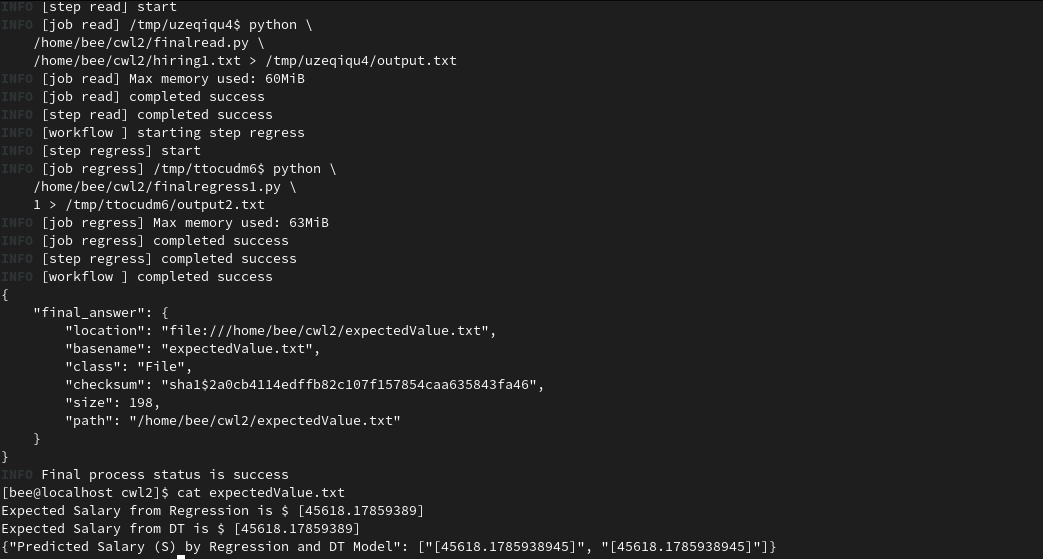 INFO [step read] start
INFO [job read] /tmp/uzeqiqu4$ python \
/home/bee/cwl2/finalread.py \
/home/bee/cwl2/hiring1.txt > /tmp/uzeqiqu4/output.txt
INFO [job read] Max memory used: 60MiB
INFO [job read] completed success
INFO [step read] completed success
INFO [workflow ] starting step regress
INFO [step regress] start
INFO [job regress] /tmp/ttocudm6$ python \
/home/bee/cwl2/finalregress1.py \
1 > /tmp/ttocudm6/output2.txt
INFO [job regress] Max memory used: 63MiB
INFO [job regress] completed success
INFO [step regress] completed success
INFO [workflow ] completed success
{
"final_answer": {
"location": "file:///home/bee/cwl2/expectedValue.txt",
"basename": "expectedValue.txt",
"class": "File",
"checksum": "sha1$2a0cb4114edffb82c107f157854caa635843fa46",
"size": 198,
"path": "/home/bee/cwl2/expectedValue.txt"
}
}
INFO Final process status is success
[bee@localhost cwl2]$ cat expectedValue.txt
Expected Salary from Regression is $ [45618.17859389]
Expected Salary from DT is $ [45618.17859389]
{"Predicted Salary (S) by Regression and DT Model": ["[45618.1785938945]", "[45618.1785938945]"]}